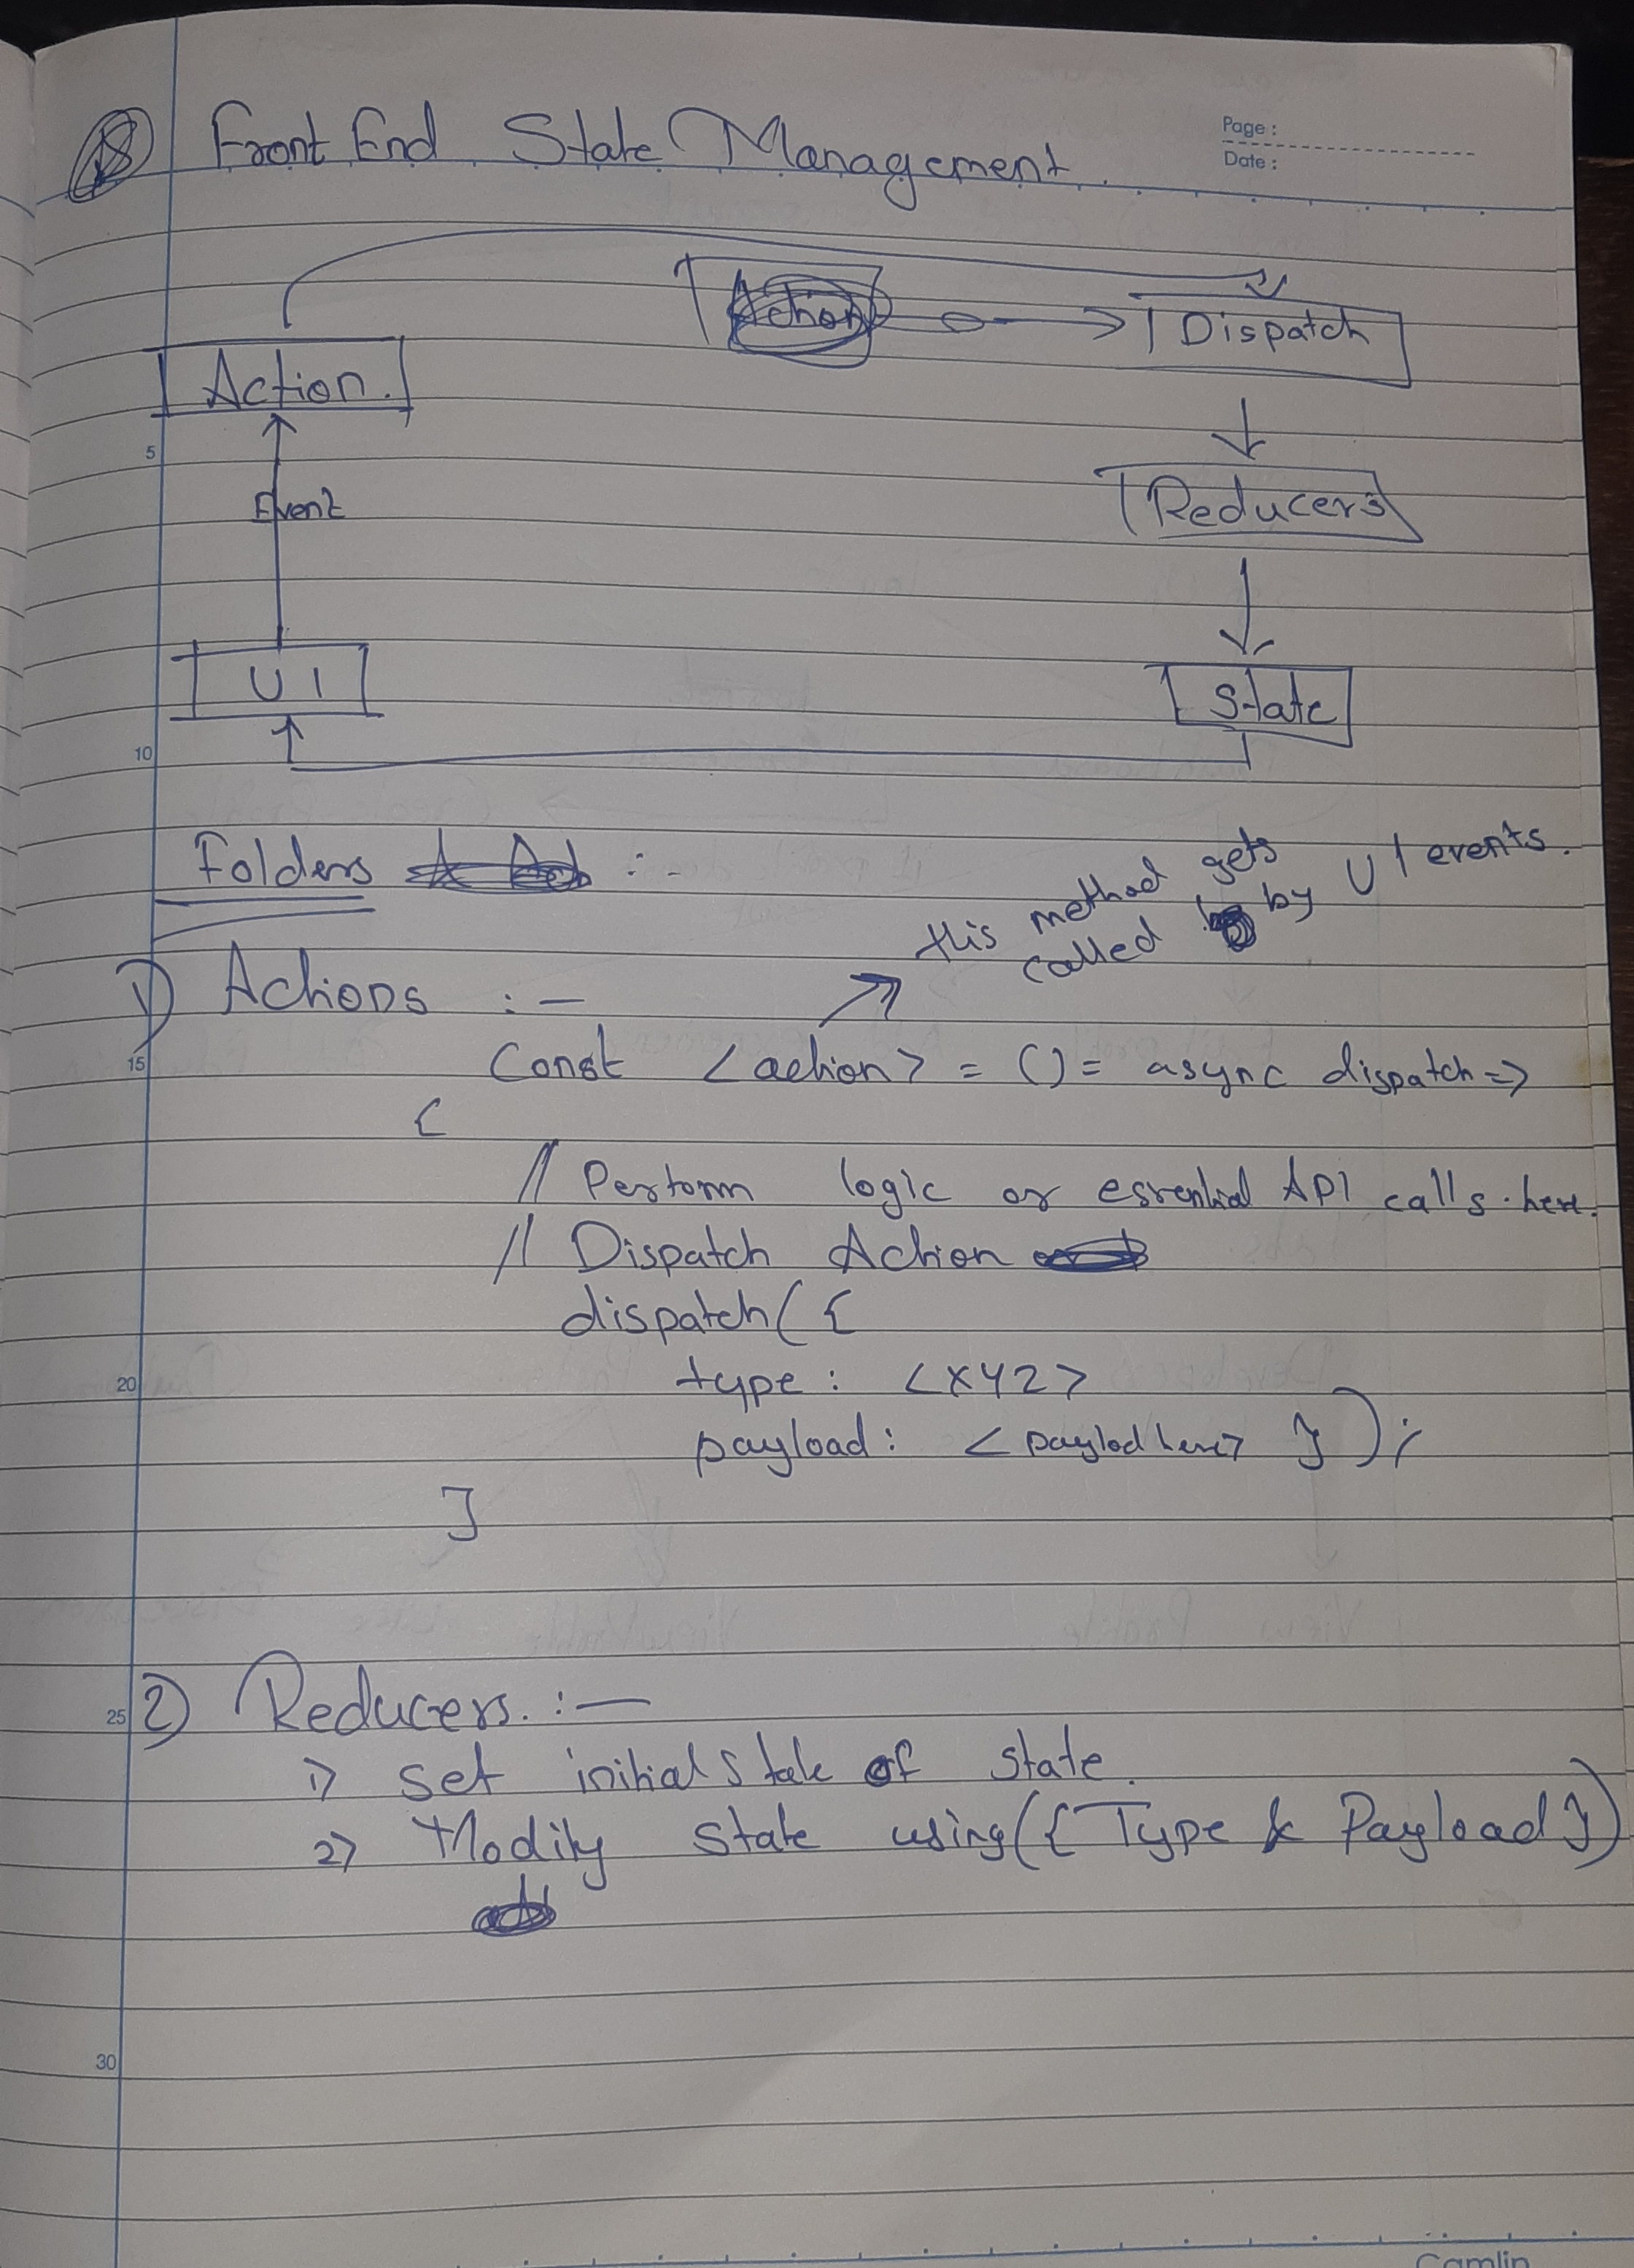 Front End State Management.
Page :
Date :
Action
Dispatch
Action.
5
Reducers
Event
UI
State
10
Folders :-
this method gets
called by UI events.
1) Actions :-
15
Const <action> = () = async dispatch =>
{
// Perform logic or essential API calls here.
// Dispatch Action
dispatch({
20
type: <XYZ>
payload: <paylod here> });
}
25
2) Reducers. :-
1) set initial state of state.
2) Modify state using({Type & Payload})
30
Camlin